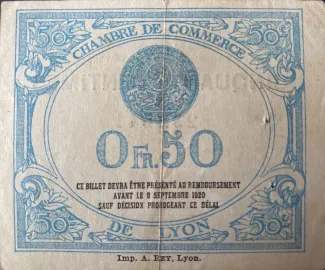 50 50
CHAMBRE DE COMMERCE
0 Fr. 50
CE BILLET DEVRA ÊTRE PRÉSENTÉ AU REMBOURSEMENT
AVANT LE 9 SEPTEMBRE 1920
SAUF DÉCISION PROROGEANT CE DÉLAI
50 50
DE LYON
Imp. A. REY, Lyon.